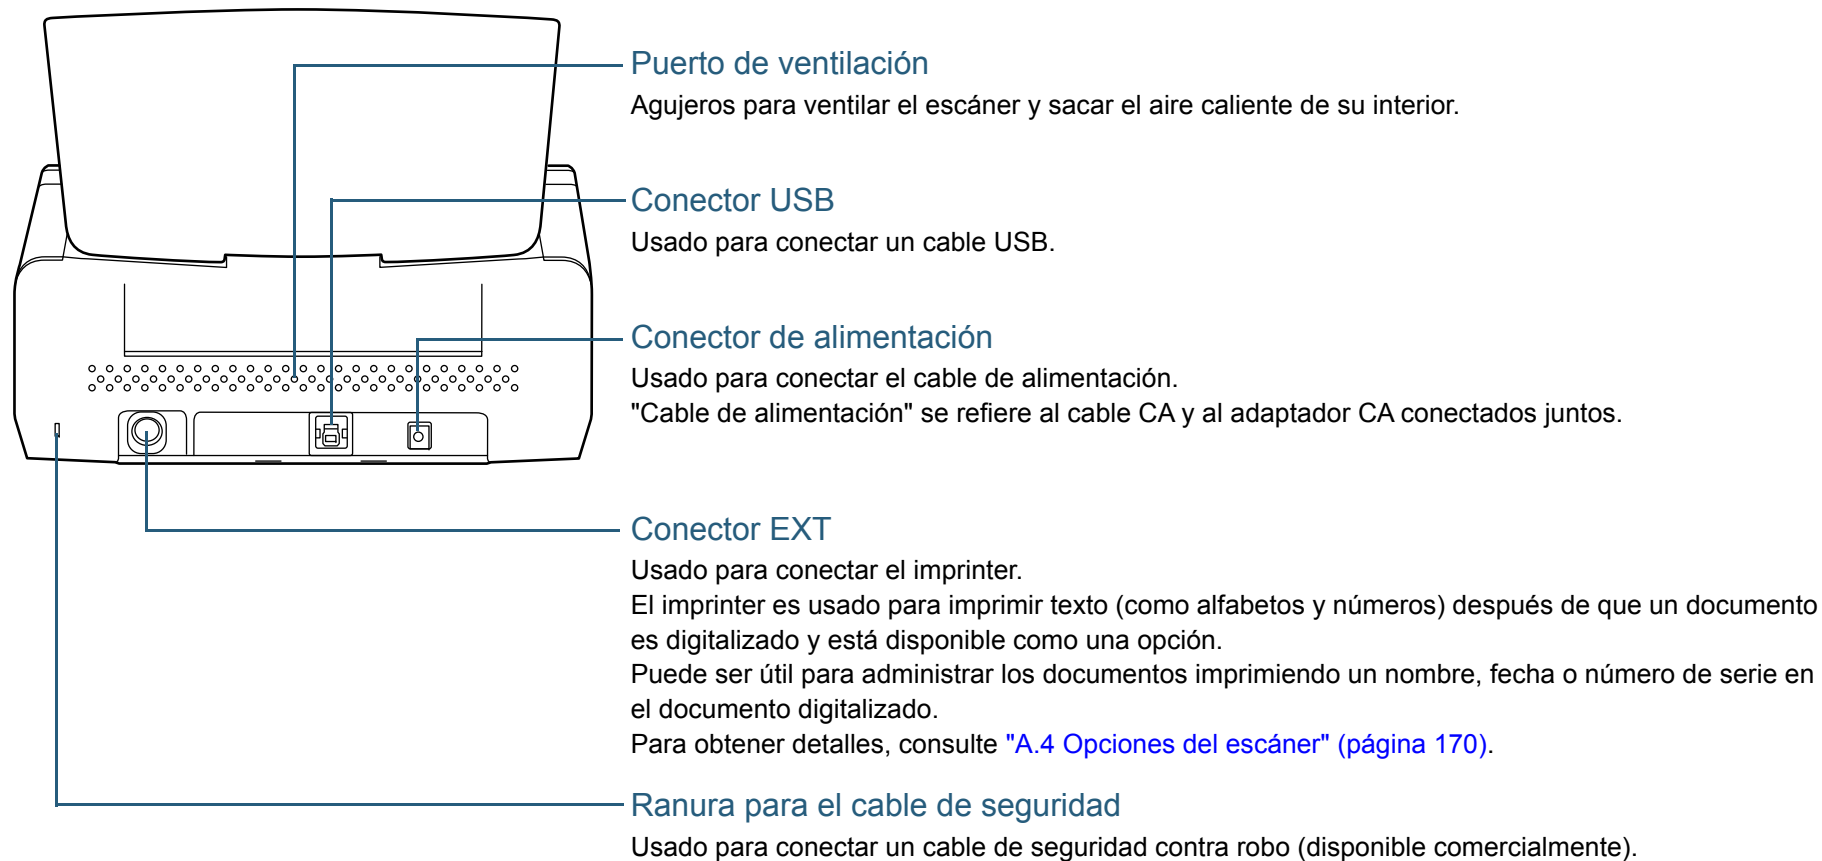 Puerto de ventilación
Agujeros para ventilar el escáner y sacar el aire caliente de su interior.
Conector USB
Usado para conectar un cable USB.
Conector de alimentación
Usado para conectar el cable de alimentación.
"Cable de alimentación" se refiere al cable CA y al adaptador CA conectados juntos.
Conector EXT
Usado para conectar el imprinter.
El imprinter es usado para imprimir texto (como alfabetos y números) después de que un documento
es digitalizado y está disponible como una opción.
Puede ser útil para administrar los documentos imprimiendo un nombre, fecha o número de serie en
el documento digitalizado.
Para obtener detalles, consulte "A.4 Opciones del escáner" (página 170).
Ranura para el cable de seguridad
Usado para conectar un cable de seguridad contra robo (disponible comercialmente).